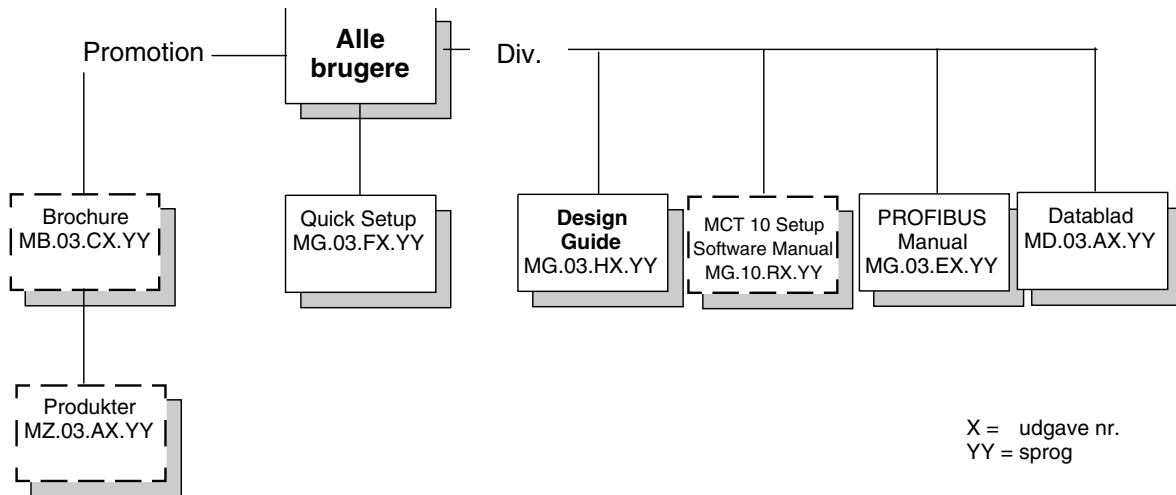 Promotion
Alle
brugere
Div.
Brochure
MB.03.CX.YY
Quick Setup
MG.03.FX.YY
Design
Guide
MG.03.HX.YY
MCT 10 Setup
Software Manual
MG.10.RX.YY
PROFIBUS
Manual
MG.03.EX.YY
Datablad
MD.03.AX.YY
Produkter
MZ.03.AX.YY
X = udgave nr.
YY = sprog